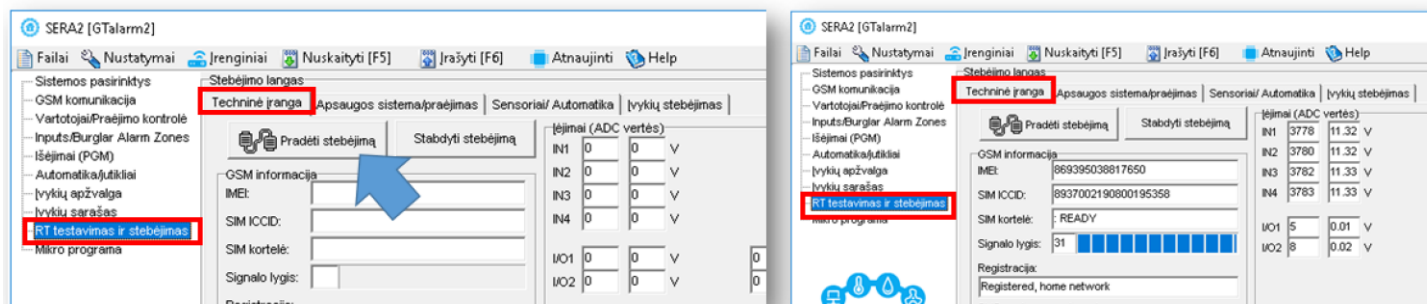 SERA2 [GTalarm2]
Failai Nustatymai Įrenginiai Nuskaityti [F5] Įrašyti [F6] Atnaujinti Help
Sistemos pasirinktys
GSM komunikacija
Vartotojai/Praėjimo kontrolė
Inputs/Burglar Alarm Zones
Išėjimai (PGM)
Automatika/jutikliai
Įvykių apžvalga
Įvykių sąrašas
RT testavimas ir stebėjimas
Mikro programa
Stebėjimo langas
Techninė įranga Apsaugos sistema/praėjimas Sensoriai/ Automatika Įvykių stebėjimas
Pradėti stebėjimą Stabdyti stebėjimą
GSM informacija
IMEI:
SIM ICCID:
SIM kortelė:
Signalo lygis:
Registracija:
Įėjimai (ADC vertės)
IN1 0 0 V
IN2 0 0 V
IN3 0 0 V
IN4 0 0 V
I/O1 0 0 V 0
I/O2 0 0 V 0
SERA2 [GTalarm2]
Failai Nustatymai Įrenginiai Nuskaityti [F5] Įrašyti [F6] Atnaujinti Help
Sistemos pasirinktys
GSM komunikacija
Vartotojai/Praėjimo kontrolė
Inputs/Burglar Alarm Zones
Išėjimai (PGM)
Automatika/jutikliai
Įvykių apžvalga
Įvykių sąrašas
RT testavimas ir stebėjimas
Mikro programa
Stebėjimo langas
Techninė įranga Apsaugos sistema/praėjimas Sensoriai/ Automatika Įvykių stebėjimas
Pradėti stebėjimą Stabdyti stebėjimą
GSM informacija
IMEI: 869395038817650
SIM ICCID: 8937002190800195358
SIM kortelė: : READY
Signalo lygis: 31
Registracija:
Registered, home network
Įėjimai (ADC vertės)
IN1 3778 11.32 V
IN2 3780 11.32 V
IN3 3782 11.33 V
IN4 3783 11.33 V
I/O1 5 0.01 V
I/O2 8 0.02 V